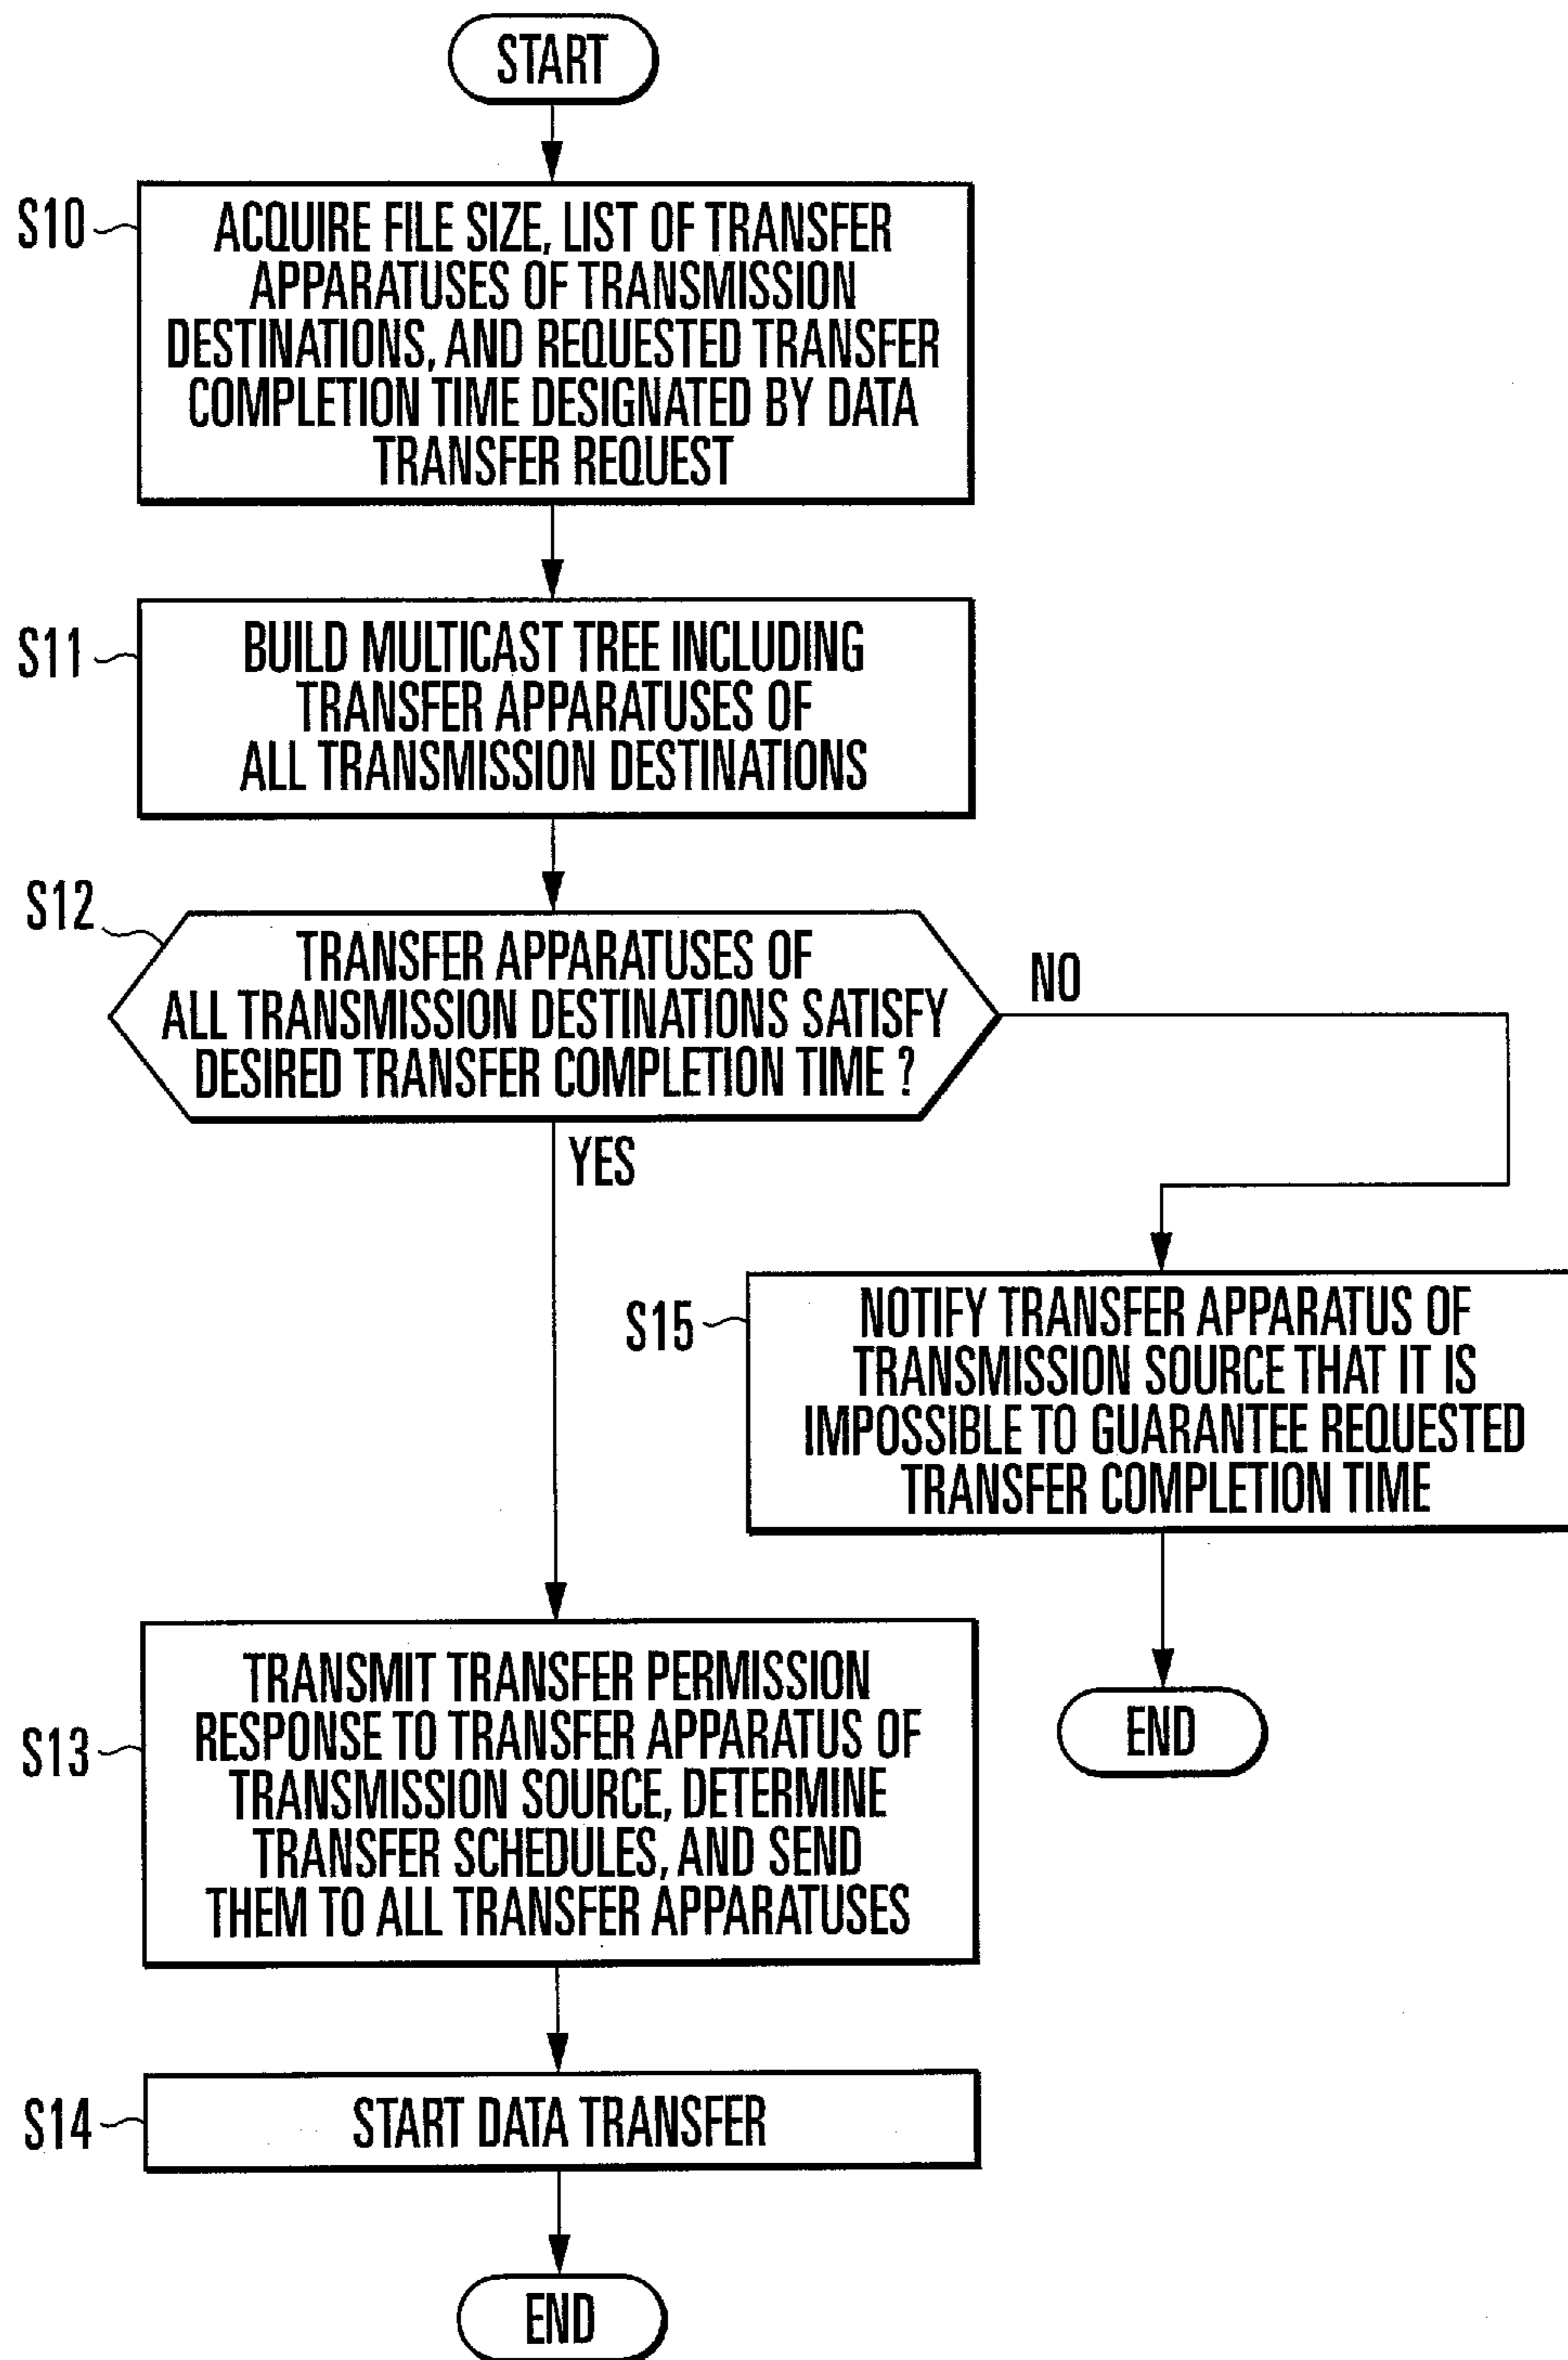 START
S10
ACQUIRE FILE SIZE, LIST OF TRANSFER
APPARATUSES OF TRANSMISSION
DESTINATIONS, AND REQUESTED TRANSFER
COMPLETION TIME DESIGNATED BY DATA
TRANSFER REQUEST
S11
BUILD MULTICAST TREE INCLUDING
TRANSFER APPARATUSES OF
ALL TRANSMISSION DESTINATIONS
S12
TRANSFER APPARATUSES OF
ALL TRANSMISSION DESTINATIONS SATISFY
DESIRED TRANSFER COMPLETION TIME ?
NO
YES
S15
NOTIFY TRANSFER APPARATUS OF
TRANSMISSION SOURCE THAT IT IS
IMPOSSIBLE TO GUARANTEE REQUESTED
TRANSFER COMPLETION TIME
END
S13
TRANSMIT TRANSFER PERMISSION
RESPONSE TO TRANSFER APPARATUS OF
TRANSMISSION SOURCE, DETERMINE
TRANSFER SCHEDULES, AND SEND
THEM TO ALL TRANSFER APPARATUSES
S14
START DATA TRANSFER
END